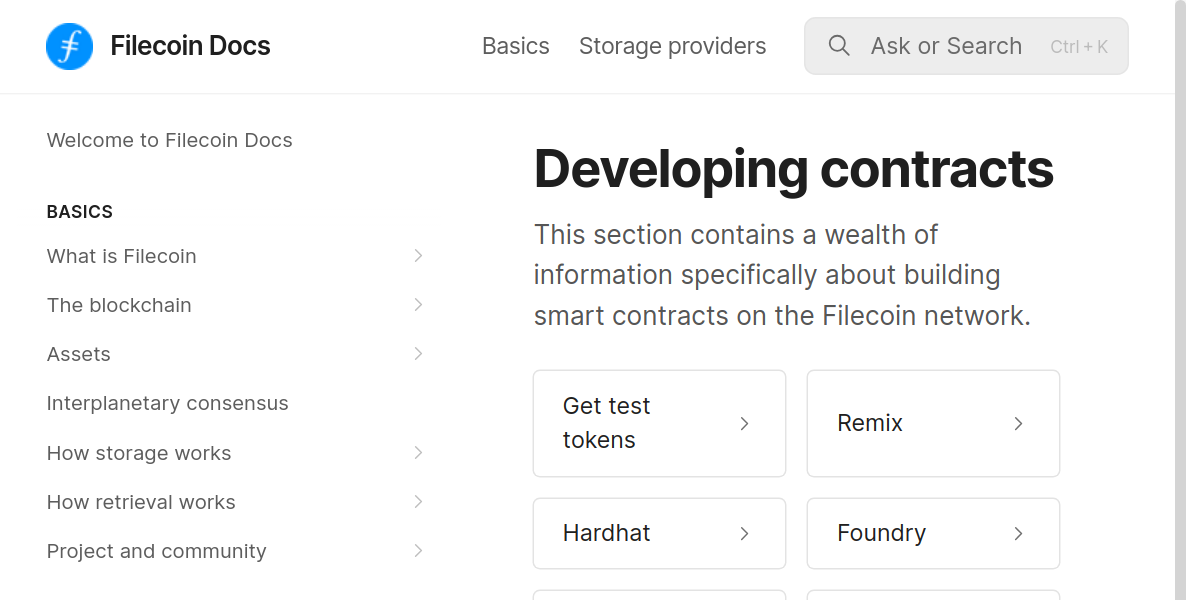 Filecoin Docs
Basics
Storage providers
Ask or Search
Ctrl + K
Welcome to Filecoin Docs
BASICS
What is Filecoin
The blockchain
Assets
Interplanetary consensus
How storage works
How retrieval works
Project and community
Developing contracts
This section contains a wealth of
information specifically about building
smart contracts on the Filecoin network.
Get test
tokens
Remix
Hardhat
Foundry